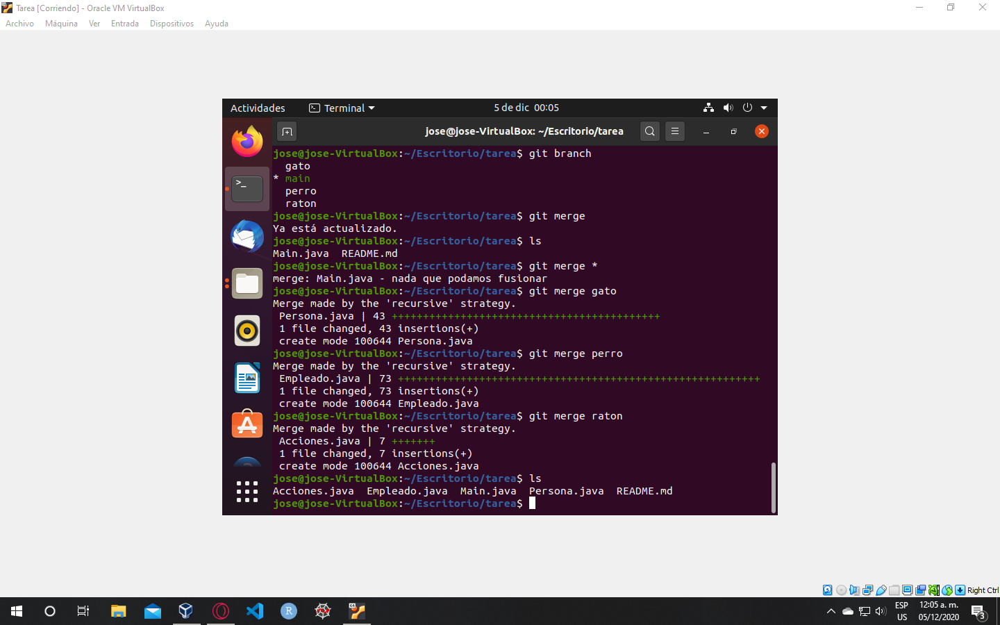 Tarea [Corriendo] - Oracle VM VirtualBox
Archivo Máquina Ver Entrada Dispositivos Ayuda
Actividades Terminal 5 de dic 00:05
jose@jose-VirtualBox: ~/Escritorio/tarea
jose@jose-VirtualBox:~/Escritorio/tarea$ git branch
gato
* main
perro
raton
jose@jose-VirtualBox:~/Escritorio/tarea$ git merge
Ya está actualizado.
jose@jose-VirtualBox:~/Escritorio/tarea$ ls
Main.java README.md
jose@jose-VirtualBox:~/Escritorio/tarea$ git merge *
merge: Main.java - nada que podamos fusionar
jose@jose-VirtualBox:~/Escritorio/tarea$ git merge gato
Merge made by the 'recursive' strategy.
Persona.java | 43 +++++++++++++++++++++++++++++++++++++++++++
1 file changed, 43 insertions(+)
create mode 100644 Persona.java
jose@jose-VirtualBox:~/Escritorio/tarea$ git merge perro
Merge made by the 'recursive' strategy.
Empleado.java | 73 ++++++++++++++++++++++++++++++++++++++++++++++++++++++++++
1 file changed, 73 insertions(+)
create mode 100644 Empleado.java
jose@jose-VirtualBox:~/Escritorio/tarea$ git merge raton
Merge made by the 'recursive' strategy.
Acciones.java | 7 +++++++
1 file changed, 7 insertions(+)
create mode 100644 Acciones.java
jose@jose-VirtualBox:~/Escritorio/tarea$ ls
Acciones.java Empleado.java Main.java Persona.java README.md
jose@jose-VirtualBox:~/Escritorio/tarea$
Right Ctrl
ESP 12:05 a. m.
US 05/12/2020 3